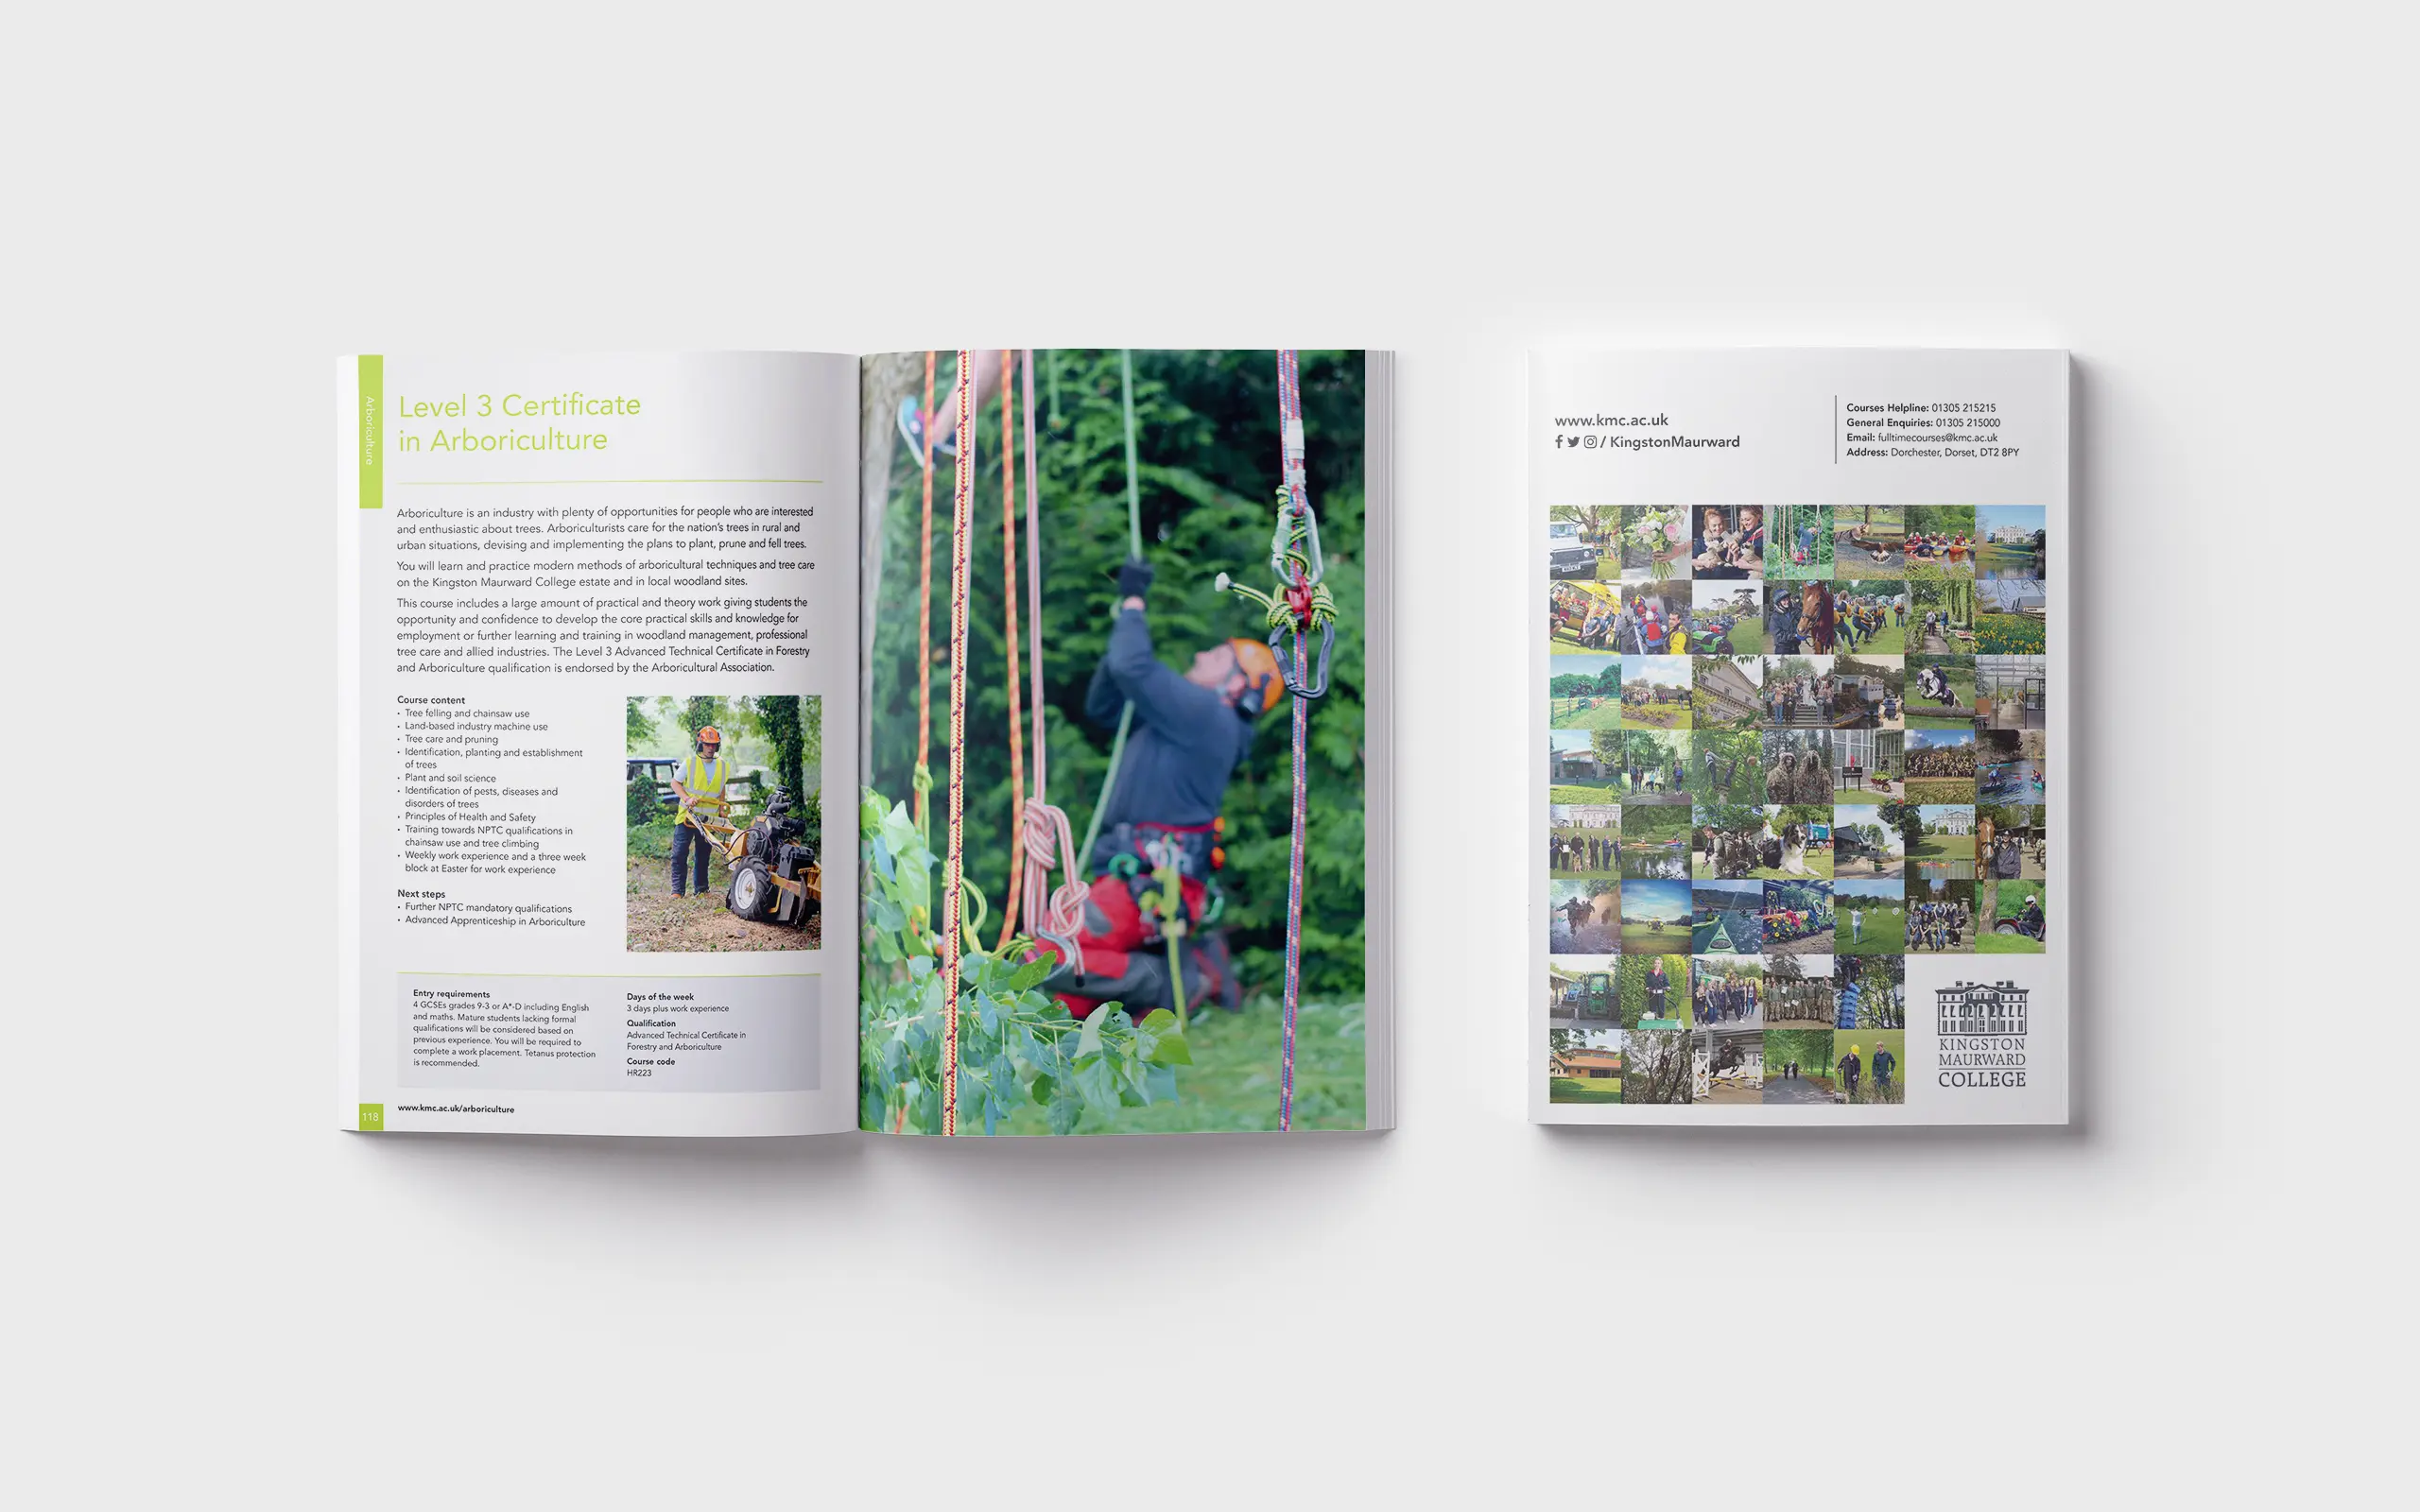 Arboriculture
Level 3 Certificate
in Arboriculture
Arboriculture is an industry with plenty of opportunities for people who are interested
and enthusiastic about trees. Arboriculturists care for the nation's trees in rural and
urban situations, devising and implementing the plans to plant, prune and fell trees.
You will learn and practice modern methods of arboricultural techniques and tree care
on the Kingston Maurward College estate and in local woodland sites.
This course includes a large amount of practical and theory work giving students the
opportunity and confidence to develop the core practical skills and knowledge for
employment or further learning and training in woodland management, professional
tree care and allied industries. The Level 3 Advanced Technical Certificate in Forestry
and Arboriculture qualification is endorsed by the Arboricultural Association.
Course content
• Tree felling and chainsaw use
• Land-based industry machine use
• Tree care and pruning
• Identification, planting and establishment
of trees
• Plant and soil science
• Identification of pests, diseases and
disorders of trees
• Principles of Health and Safety
• Training towards NPTC qualifications in
chainsaw use and tree climbing
• Weekly work experience and a three week
block at Easter for work experience
Next steps
• Further NPTC mandatory qualifications
• Advanced Apprenticeship in Arboriculture
Entry requirements
4 GCSEs grades 9-3 or A*-D including English
and maths. Mature students lacking formal
qualifications will be considered based on
previous experience. You will be required to
complete a work placement. Tetanus protection
is recommended.
Days of the week
3 days plus work experience
Qualification
Advanced Technical Certificate in
Forestry and Arboriculture
Course code
HR223
118
www.kmc.ac.uk/arboriculture
www.kmc.ac.uk
/ KingstonMaurward
Courses Helpline: 01305 215215
General Enquiries: 01305 215000
Email: fulltimecourses@kmc.ac.uk
Address: Dorchester, Dorset, DT2 8PY
KINGSTON
MAURWARD
COLLEGE